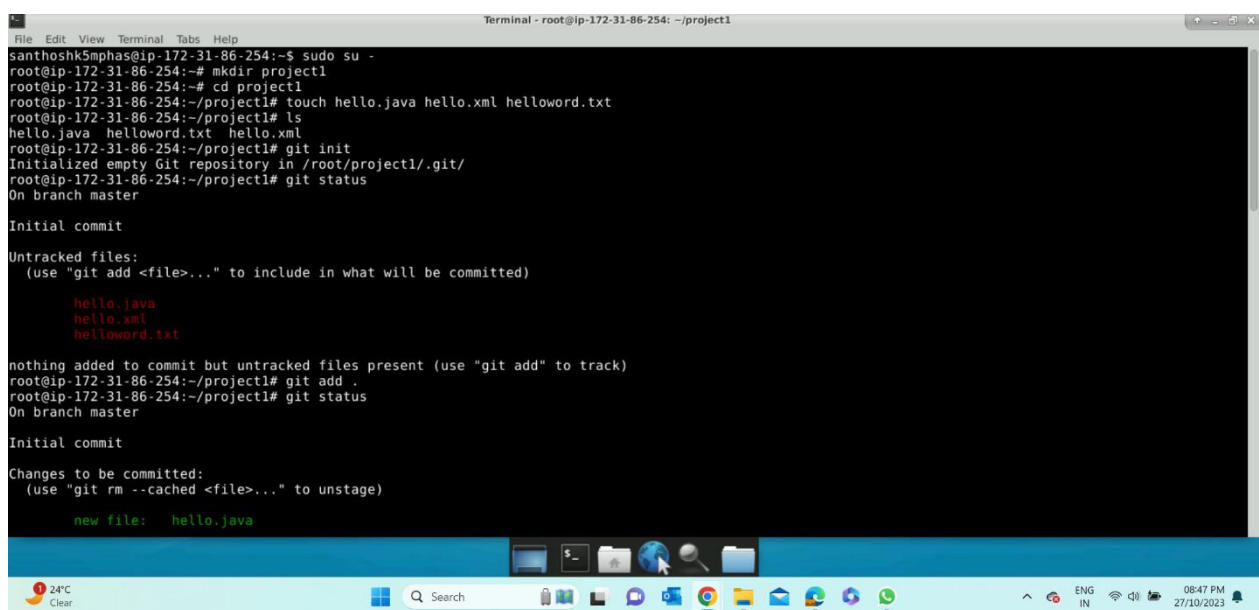 Terminal - root@ip-172-31-86-254: ~/project1
File Edit View Terminal Tabs Help
santhoshk5mphas@ip-172-31-86-254:~$ sudo su -
root@ip-172-31-86-254:~# mkdir project1
root@ip-172-31-86-254:~# cd project1
root@ip-172-31-86-254:~/project1# touch hello.java hello.xml helloword.txt
root@ip-172-31-86-254:~/project1# ls
hello.java  helloword.txt  hello.xml
root@ip-172-31-86-254:~/project1# git init
Initialized empty Git repository in /root/project1/.git/
root@ip-172-31-86-254:~/project1# git status
On branch master
Initial commit
Untracked files:
  (use "git add <file>..." to include in what will be committed)
        hello.java
        hello.xml
        helloword.txt
nothing added to commit but untracked files present (use "git add" to track)
root@ip-172-31-86-254:~/project1# git add .
root@ip-172-31-86-254:~/project1# git status
On branch master
Initial commit
Changes to be committed:
  (use "git rm --cached <file>..." to unstage)
        new file:   hello.java
1 24°C
Clear
Search
ENG
IN
08:47 PM
27/10/2023